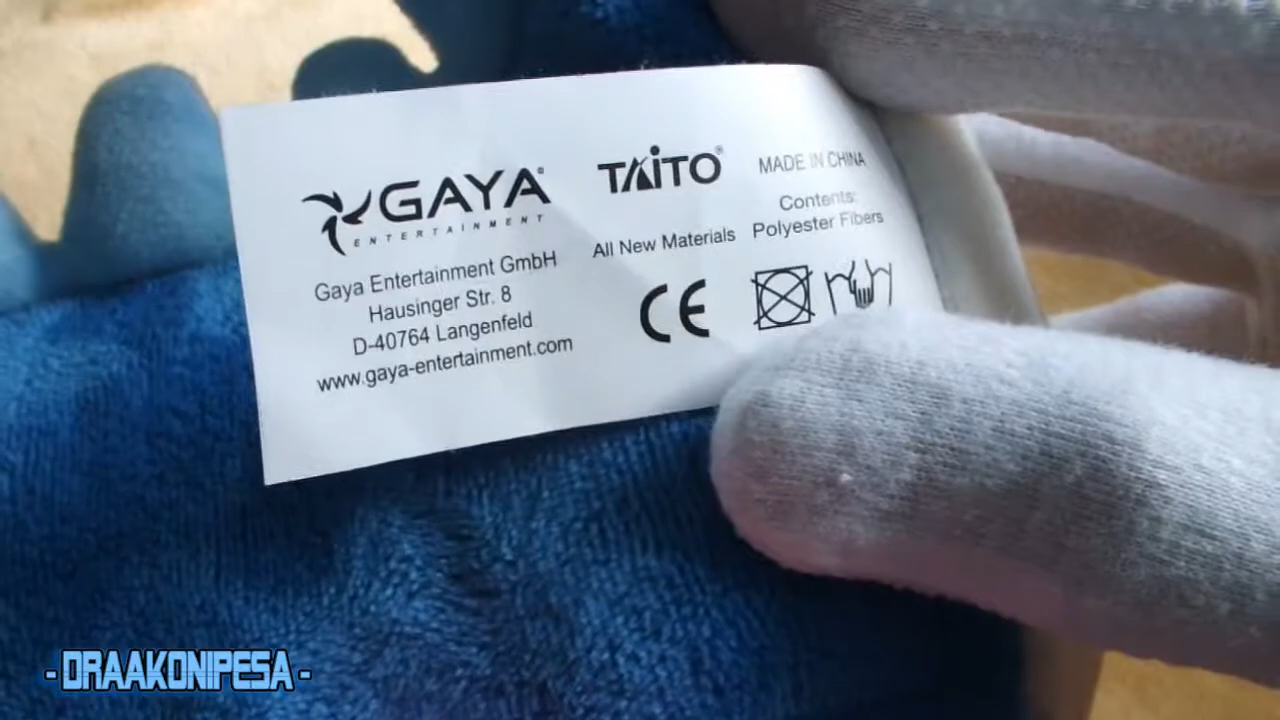 GAYA®
ENTERTAINMENT
Gaya Entertainment GmbH
Hausinger Str. 8
D-40764 Langenfeld
www.gaya-entertainment.com
TAITO®
All New Materials
CE
MADE IN CHINA
Contents:
Polyester Fibers
-DRAAKONIPESA-